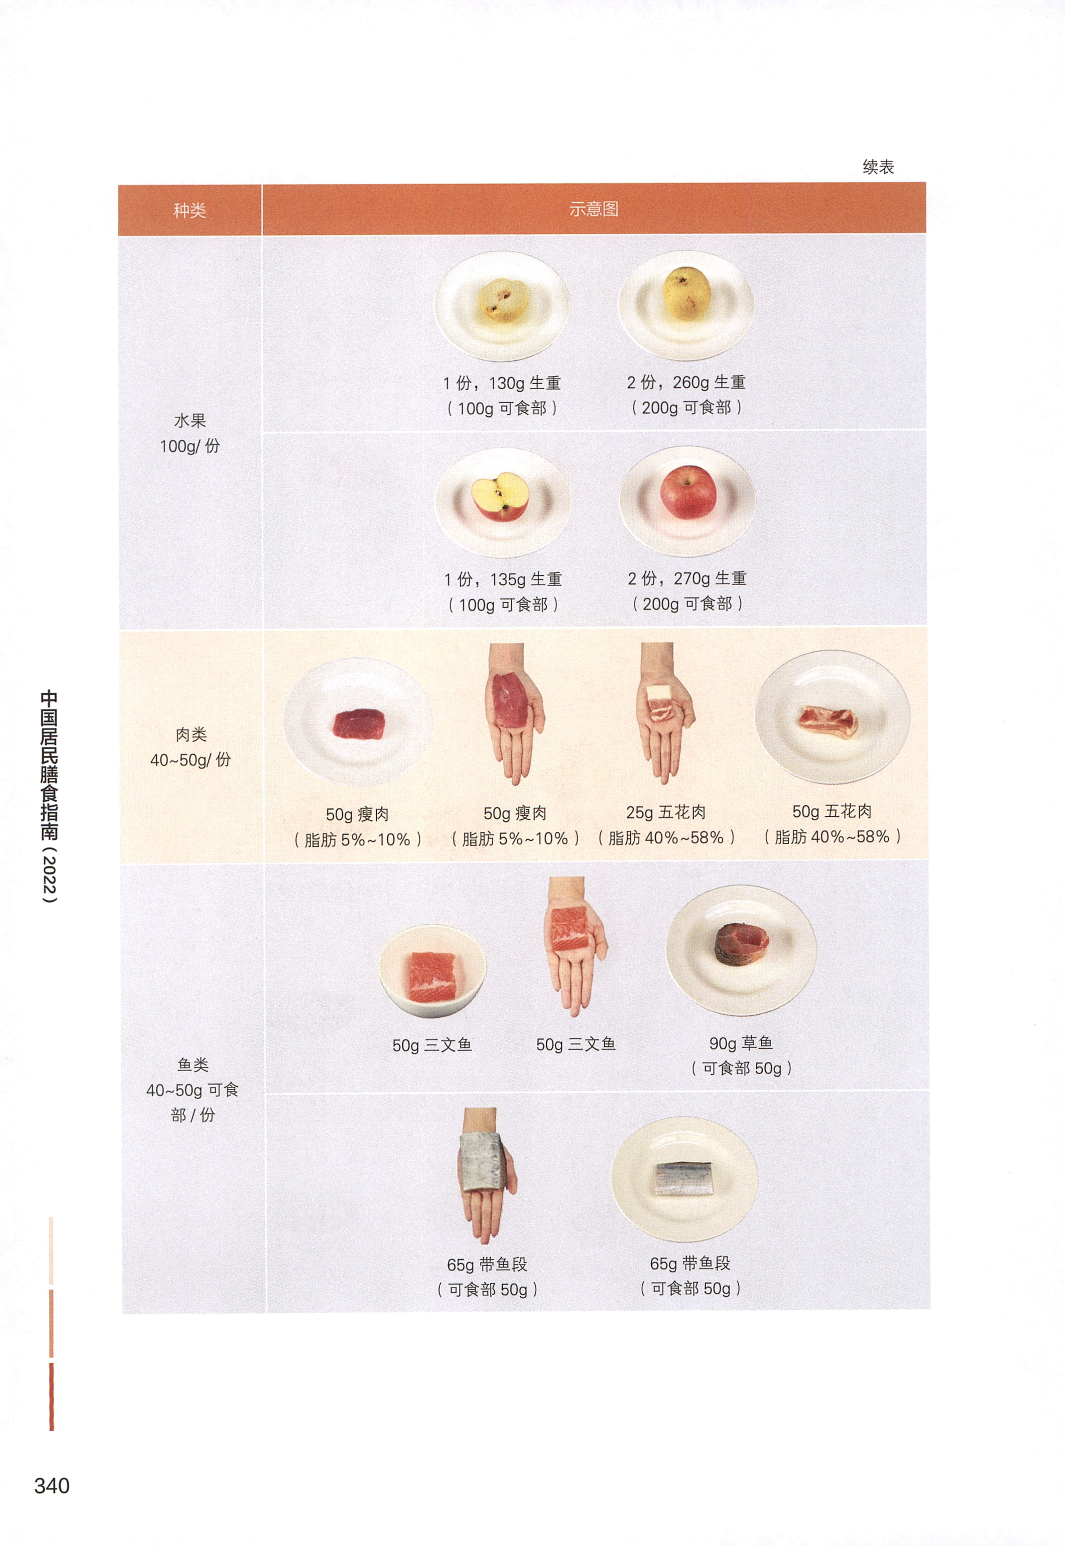 续表
种类
示意图
水果
100g/ 份
1 份，130g 生重
（100g 可食部）
2 份，260g 生重
（200g 可食部）
1 份，135g 生重
（100g 可食部）
2 份，270g 生重
（200g 可食部）
肉类
40~50g/ 份
50g 瘦肉
（脂肪 5%~10%）
50g 瘦肉
（脂肪 5%~10%）
25g 五花肉
（脂肪 40%~58%）
50g 五花肉
（脂肪 40%~58%）
鱼类
40~50g 可食
部 / 份
50g 三文鱼
50g 三文鱼
90g 草鱼
（可食部 50g）
65g 带鱼段
（可食部 50g）
65g 带鱼段
（可食部 50g）
中国居民膳食指南（2022）
340